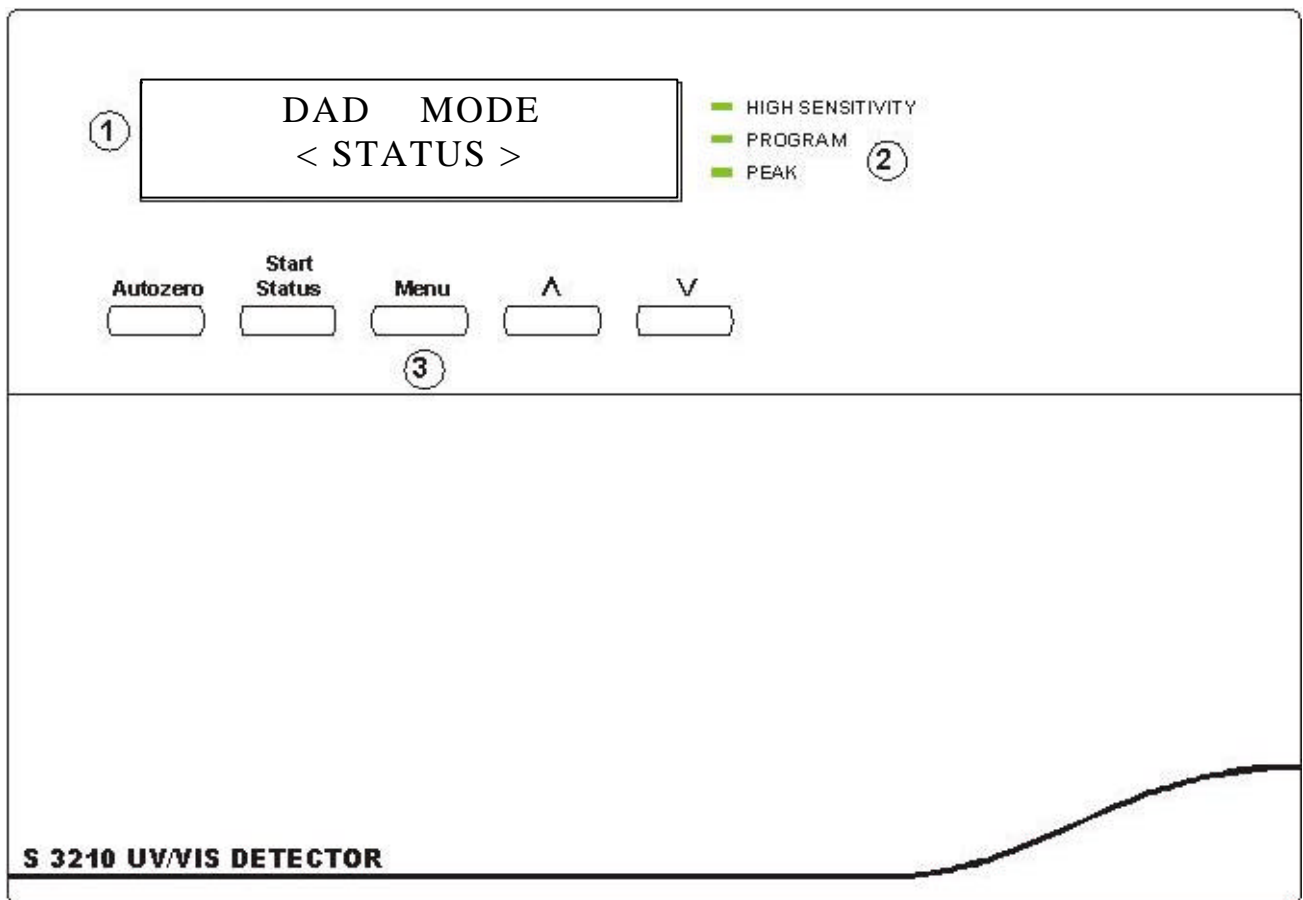 DAD MODE
< STATUS >
1
HIGH SENSITIVITY
PROGRAM
PEAK
2
Autozero
Start
Status
Menu
Λ
V
3
S 3210 UV/VIS DETECTOR